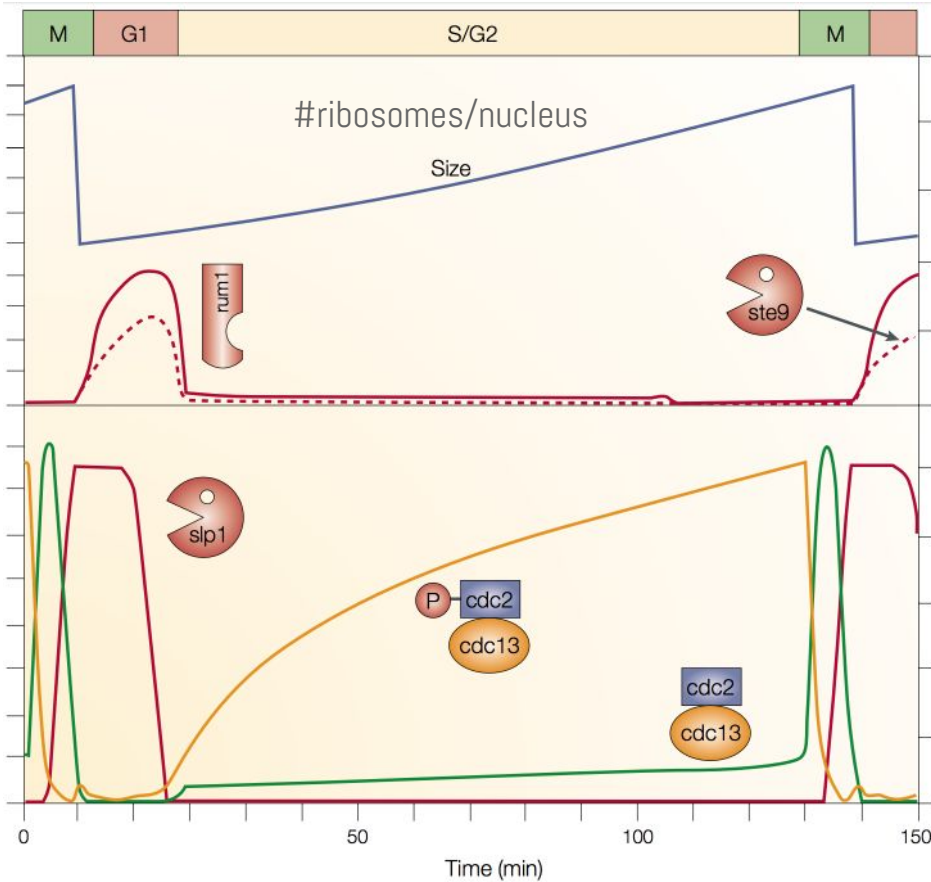 M G1 S/G2 M
#ribosomes/nucleus
Size
rum1
ste9
slp1
P cdc2
cdc13
cdc2
cdc13
0 50 100 150
Time (min)